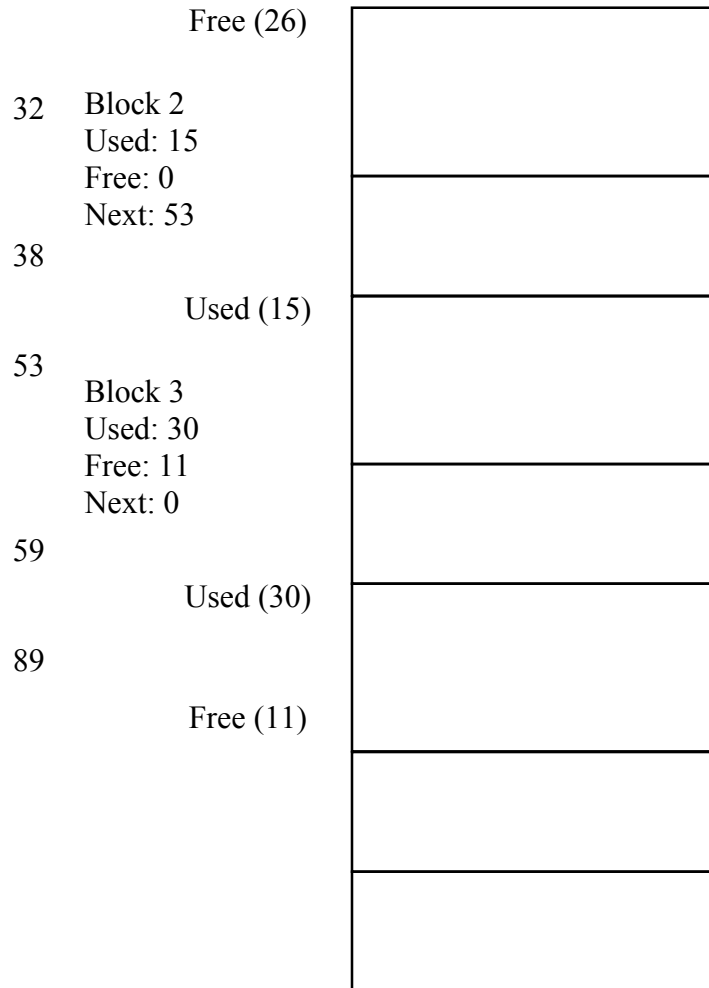 Free (26)
32
Block 2
Used: 15
Free: 0
Next: 53
38
Used (15)
53
Block 3
Used: 30
Free: 11
Next: 0
59
Used (30)
89
Free (11)